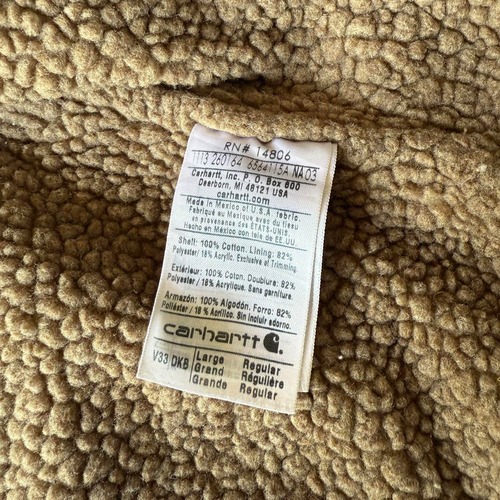 RN# 14806
1113 260164 6564115A NA 03
Carhartt, Inc. P. O. Box 600
Dearborn, MI 48121 USA
carhartt.com
Made in Mexico of U.S.A. fabric.
Fabriqué au Mexique avec du tissu
en provenance des ÉTATS-UNIS.
Hecho en México con tela de EE.UU.
Shell: 100% Cotton. Lining: 82%
Polyester/ 18% Acrylic. Exclusive of Trimming
Extérieur: 100% Coton. Doublure: 82%
Polyester / 18% Acrylique. Sans garniture.
Armazón: 100% Algodón. Forro: 82%
Poliéster / 18 % Acrílico. Sin incluir adorno.
carhartt
V33 DKB Large Regular
Grand Régulière
Grande Regular